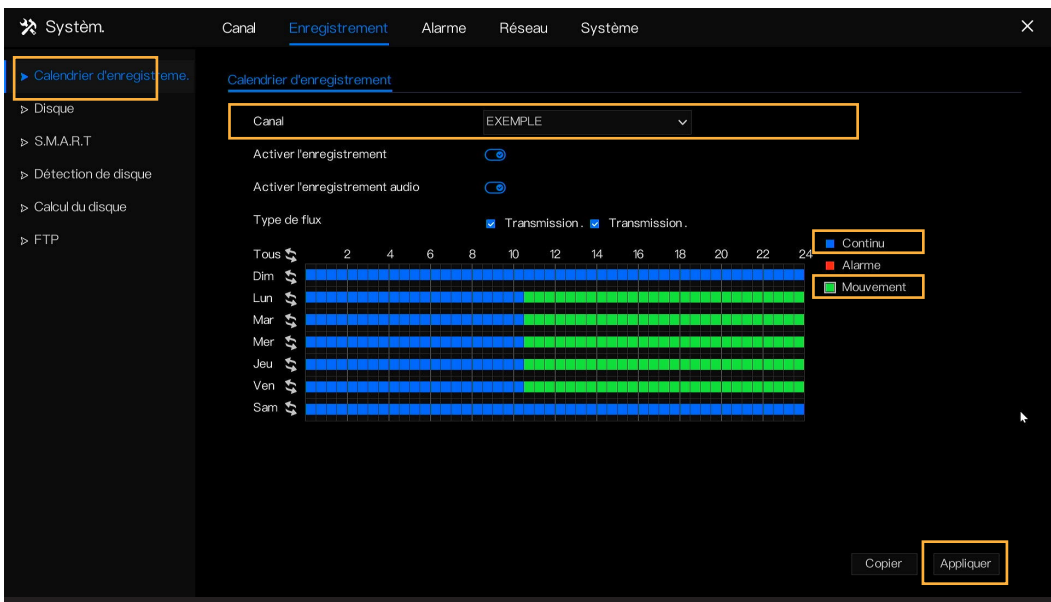 Systèm.
Canal Enregistrement Alarme Réseau Système
Calendrier d'enregistreme.
Disque
S.M.A.R.T
Détection de disque
Calcul du disque
FTP
Calendrier d'enregistrement
Canal EXEMPLE
Activer l'enregistrement
Activer l'enregistrement audio
Type de flux Transmission. Transmission.
Tous 2 4 6 8 10 12 14 16 18 20 22 24
Continu
Alarme
Mouvement
Dim
Lun
Mar
Mer
Jeu
Ven
Sam
Copier Appliquer